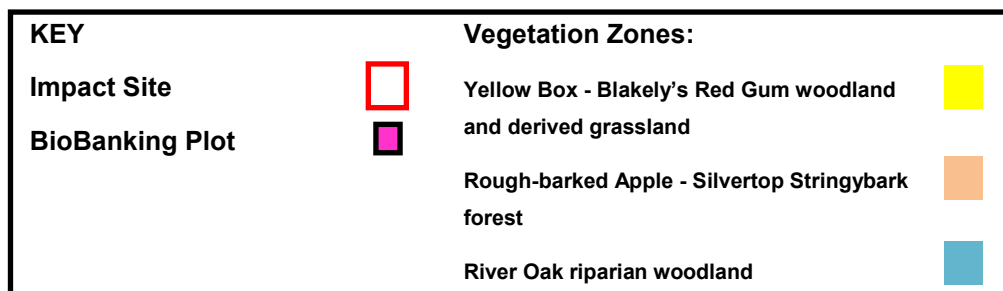 KEY
Impact Site
BioBanking Plot
Vegetation Zones:
Yellow Box - Blakely’s Red Gum woodland
and derived grassland
Rough-barked Apple - Silvertop Stringybark
forest
River Oak riparian woodland